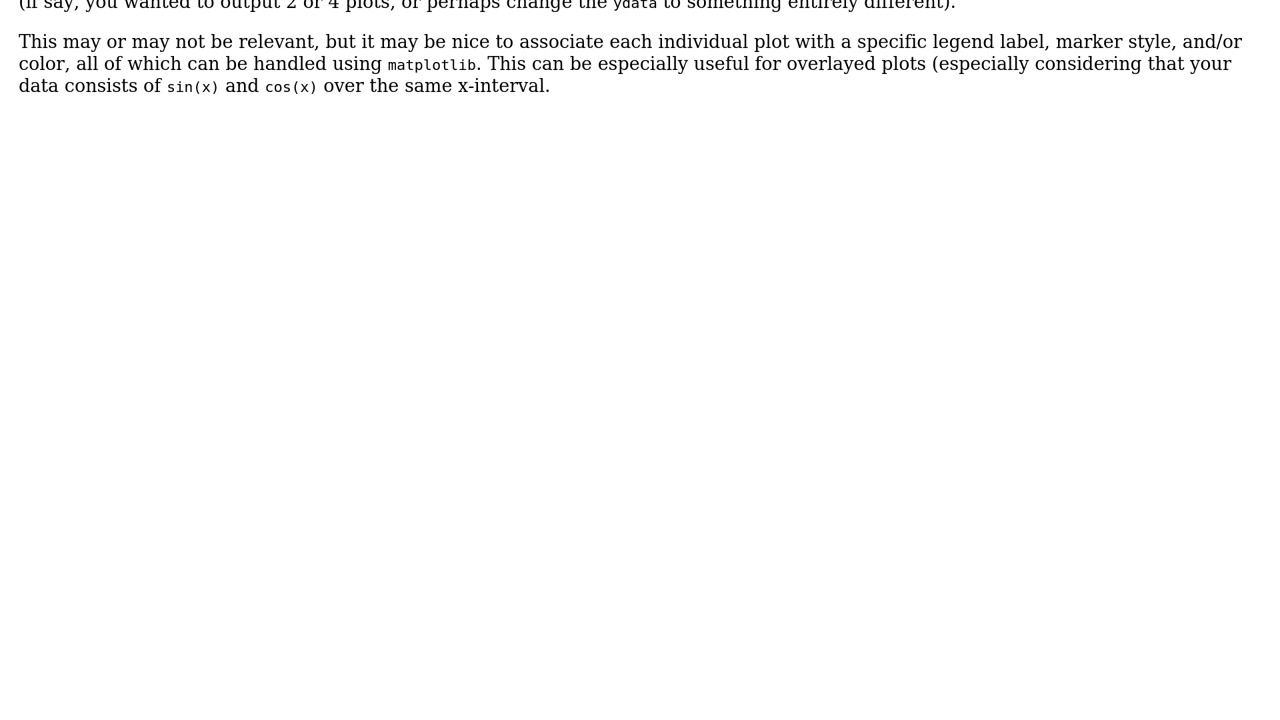 (if say, you wanted to output 2 or 4 plots, or perhaps change the ydata to something entirely different).
This may or may not be relevant, but it may be nice to associate each individual plot with a specific legend label, marker style, and/or
color, all of which can be handled using matplotlib. This can be especially useful for overlayed plots (especially considering that your
data consists of sin(x) and cos(x) over the same x-interval.